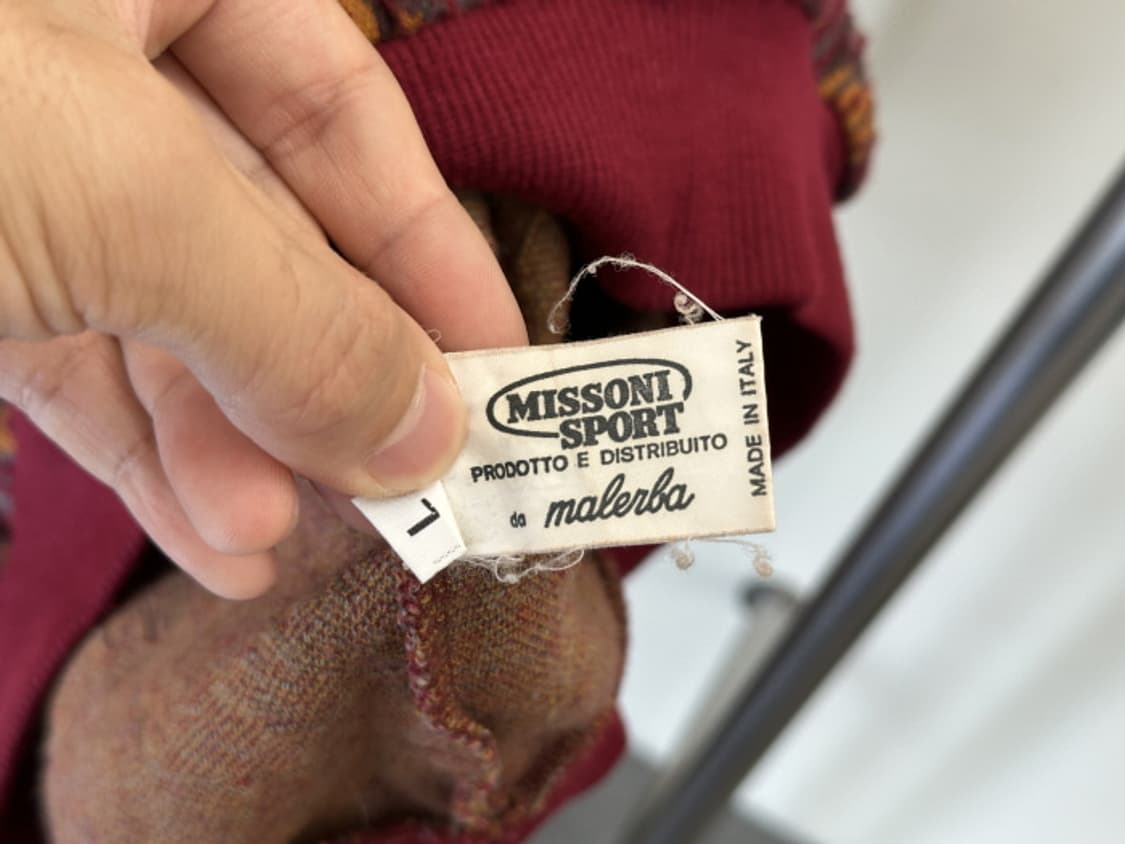 MISSONI
SPORT
PRODOTTO E DISTRIBUITO
da malerba
MADE IN ITALY
L